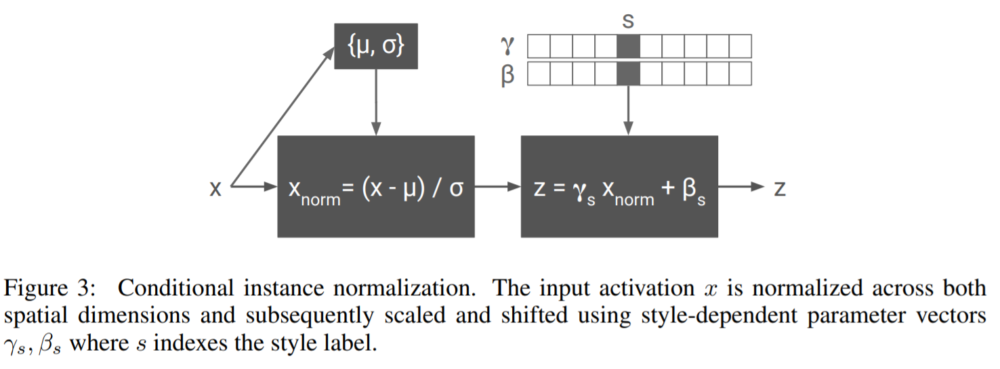 {μ, σ}
s
γ
β
x
x_norm = (x - μ) / σ
z = γ_s x_norm + β_s
z
Figure 3: Conditional instance normalization. The input activation x is normalized across both
spatial dimensions and subsequently scaled and shifted using style-dependent parameter vectors
γ_s, β_s where s indexes the style label.